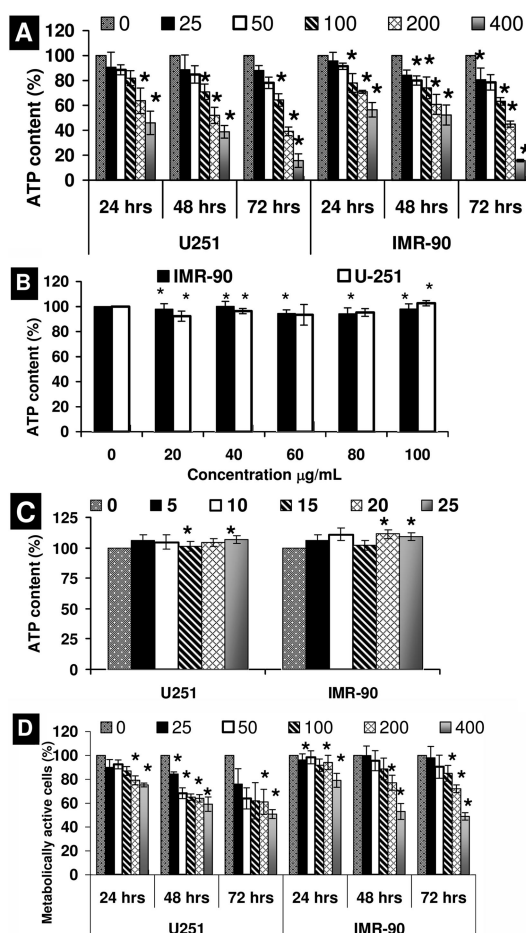 A
0 25 50 100 200 400
ATP content (%)
120
100
80
60
40
20
0
* * * * * * * * * * * * * * * * * *
24 hrs 48 hrs 72 hrs 24 hrs 48 hrs 72 hrs
U251 IMR-90
B
IMR-90 U-251
ATP content (%)
120
100
80
60
40
20
0
* * * * * * * *
0 20 40 60 80 100
Concentration µg/mL
C
0 5 10 15 20 25
ATP content (%)
125
100
75
50
25
0
* * * *
U251 IMR-90
D
0 25 50 100 200 400
Metabolically active cells (%)
120
100
80
60
40
20
0
* * * * * * * * * * * * * * * *
24 hrs 48 hrs 72 hrs 24 hrs 48 hrs 72 hrs
U251 IMR-90